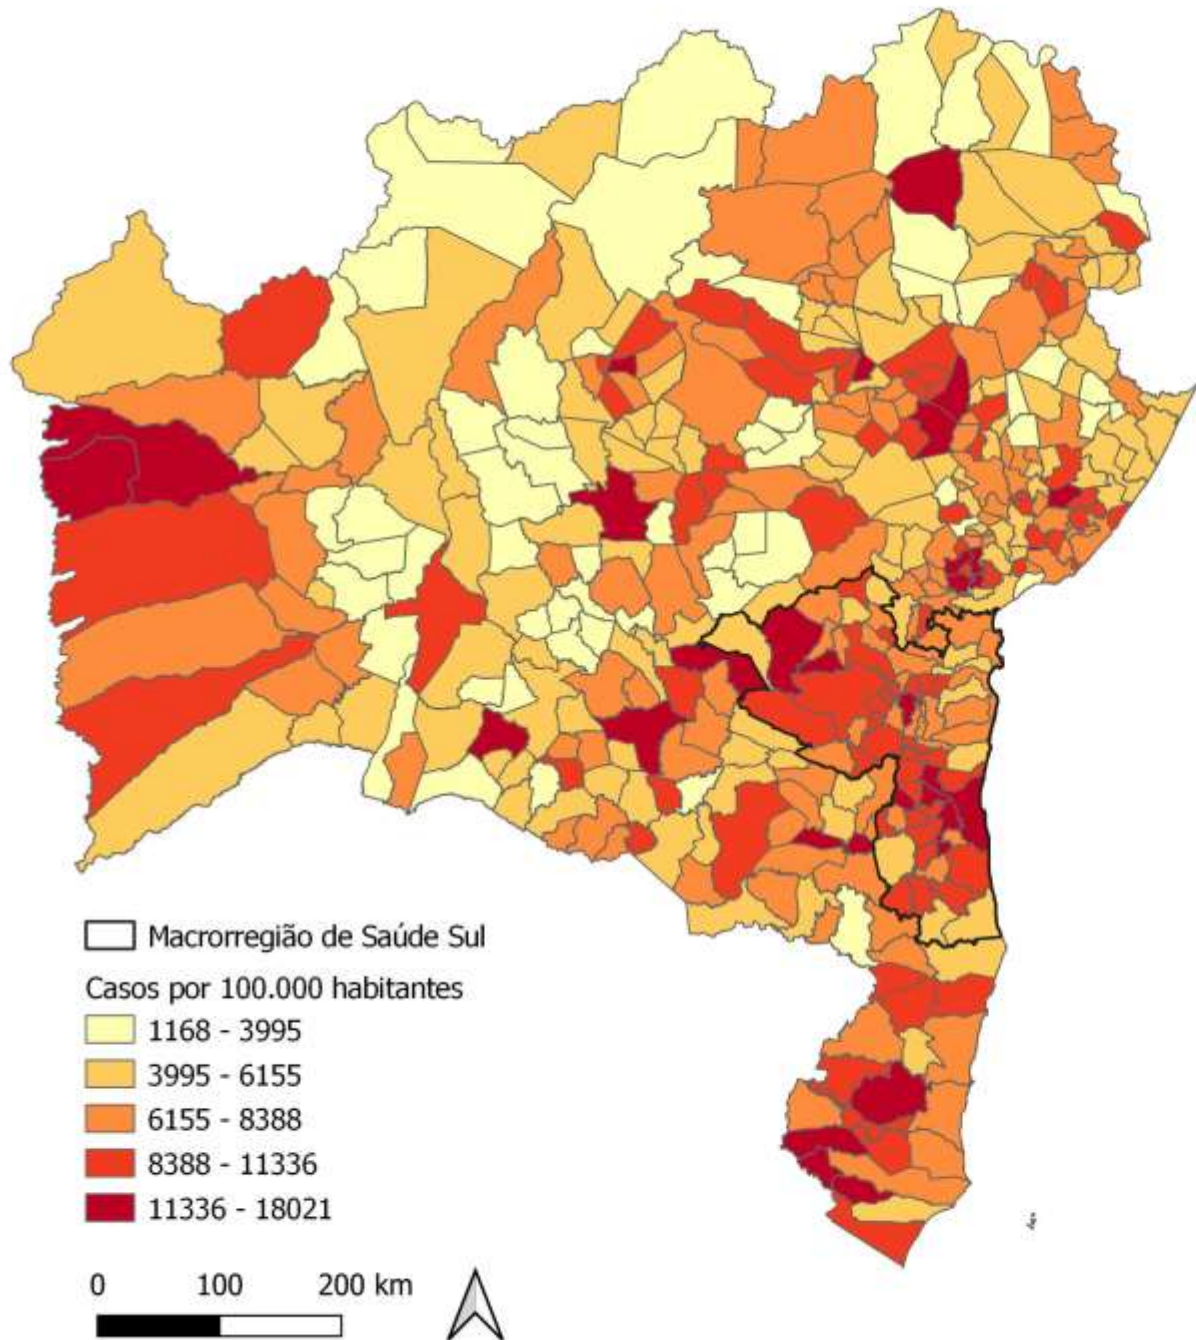 Macrorregião de Saúde Sul
Casos por 100.000 habitantes
1168 - 3995
3995 - 6155
6155 - 8388
8388 - 11336
11336 - 18021
0 100 200 km